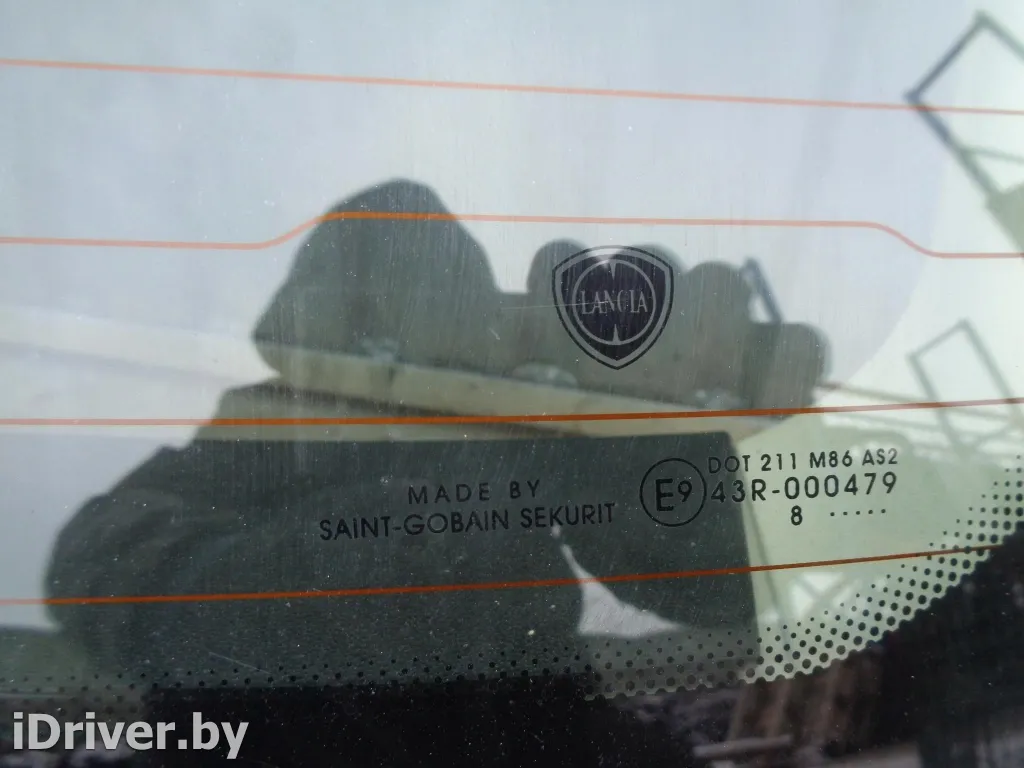 LANCIA
MADE BY
SAINT-GOBAIN SEKURIT
DOT 211 M86 AS2
E9 43R-000479
8 .....
iDriver.by